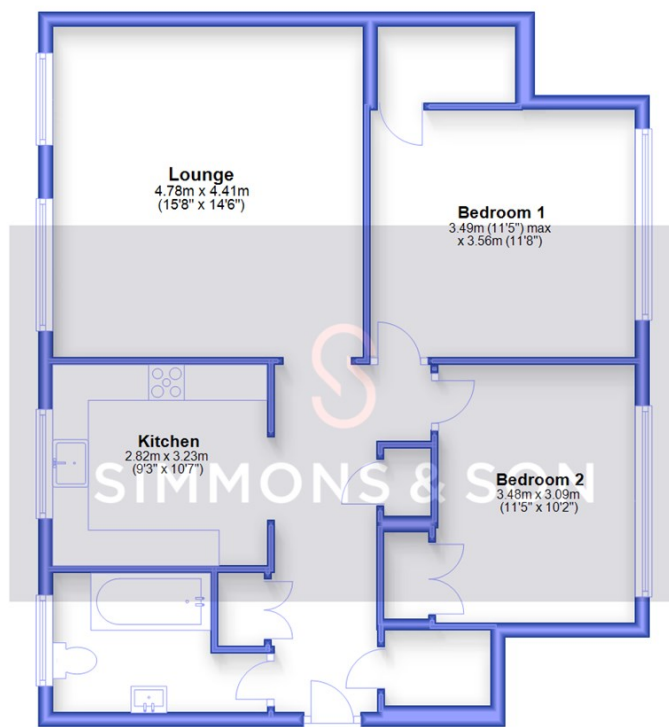 Lounge
4.78m x 4.41m
(15'8" x 14'6")
Bedroom 1
3.49m (11'5") max
x 3.56m (11'8")
Kitchen
2.82m x 3.23m
(9'3" x 10'7")
Bedroom 2
3.48m x 3.09m
(11'5" x 10'2")
SIMMONS & SON